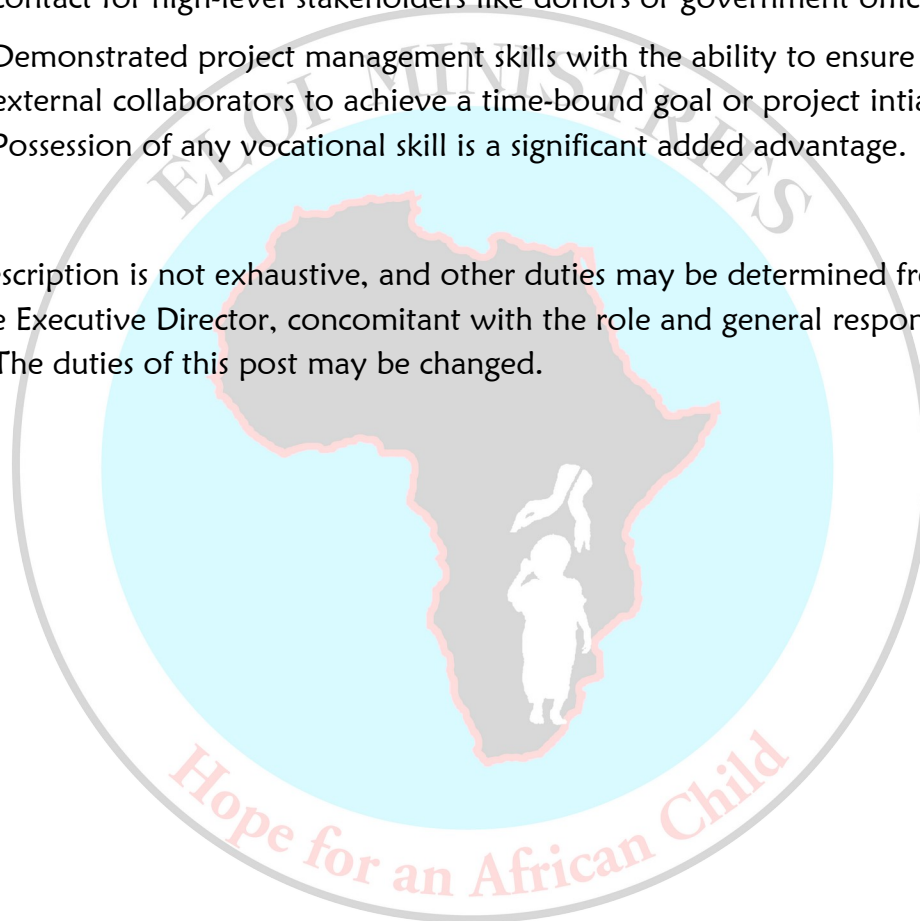 contact for high-level stakeholders like donors or government offic
Demonstrated project management skills with the ability to ensure
external collaborators to achieve a time-bound goal or project intia
Possession of any vocational skill is a significant added advantage.
ELOI MINISTRIES
scription is not exhaustive, and other duties may be determined fr
e Executive Director, concomitant with the role and general respon
The duties of this post may be changed.
Hope for an African Child